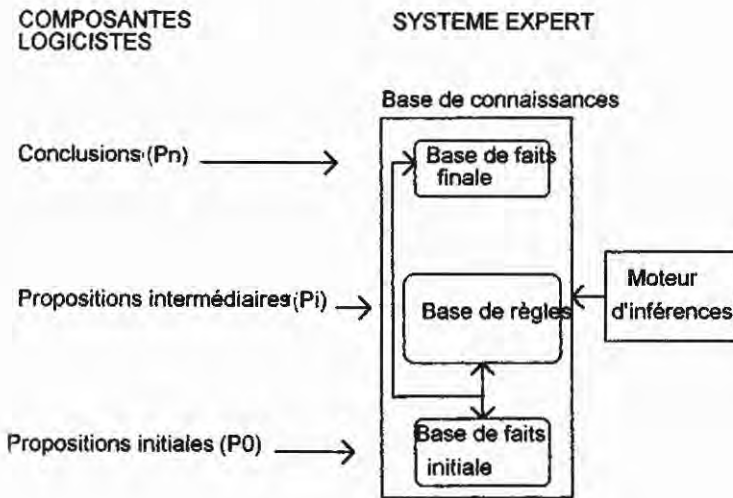 COMPOSANTES
LOGICISTES
SYSTEME EXPERT
Base de connaissances
Conclusions (Pn)
Base de faits
finale
Propositions intermédiaires (Pi)
Base de règles
Moteur
d'inférences
Propositions initiales (P0)
Base de faits
initiale